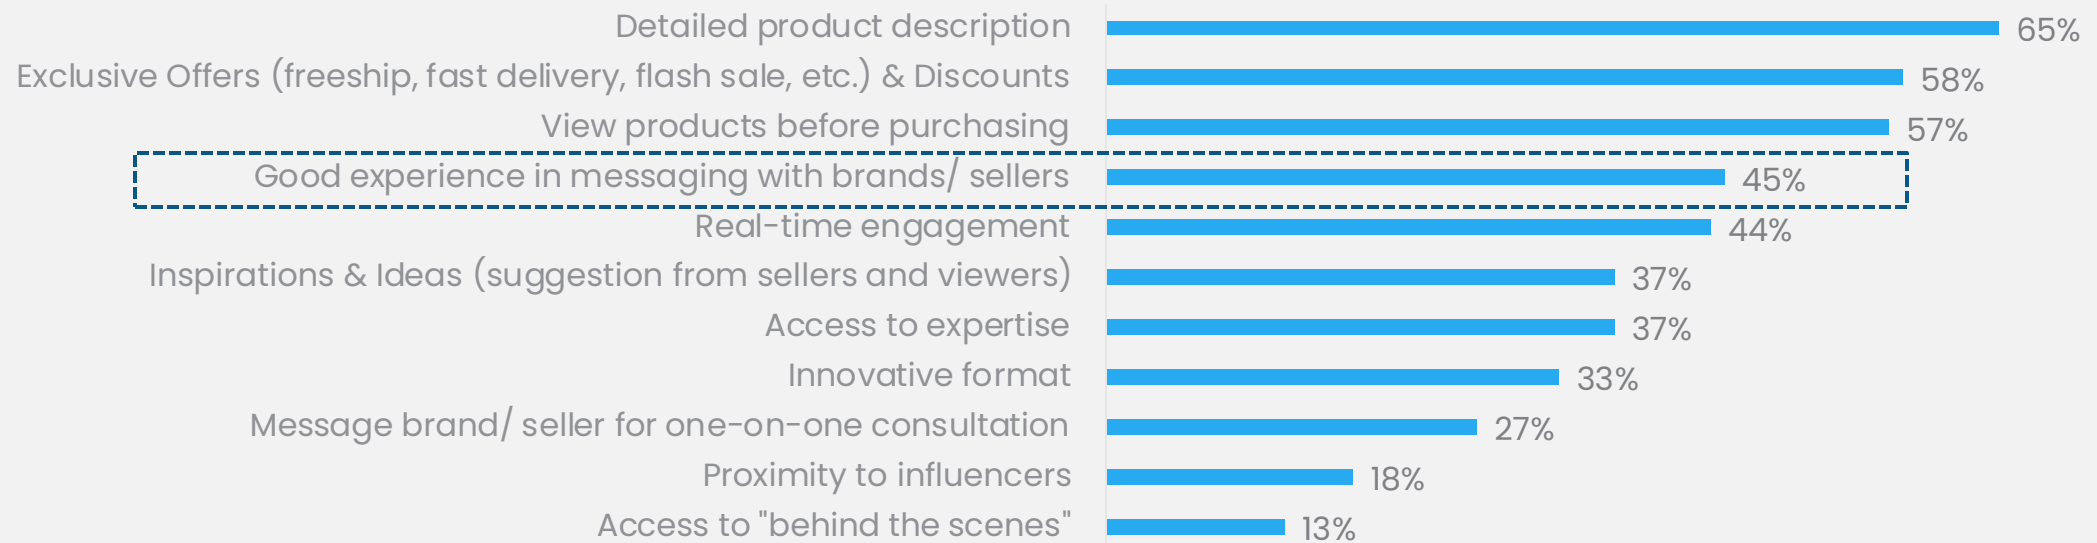 Detailed product description 65%
Exclusive Offers (freeship, fast delivery, flash sale, etc.) & Discounts 58%
View products before purchasing 57%
Good experience in messaging with brands/ sellers 45%
Real-time engagement 44%
Inspirations & Ideas (suggestion from sellers and viewers) 37%
Access to expertise 37%
Innovative format 33%
Message brand/ seller for one-on-one consultation 27%
Proximity to influencers 18%
Access to "behind the scenes" 13%